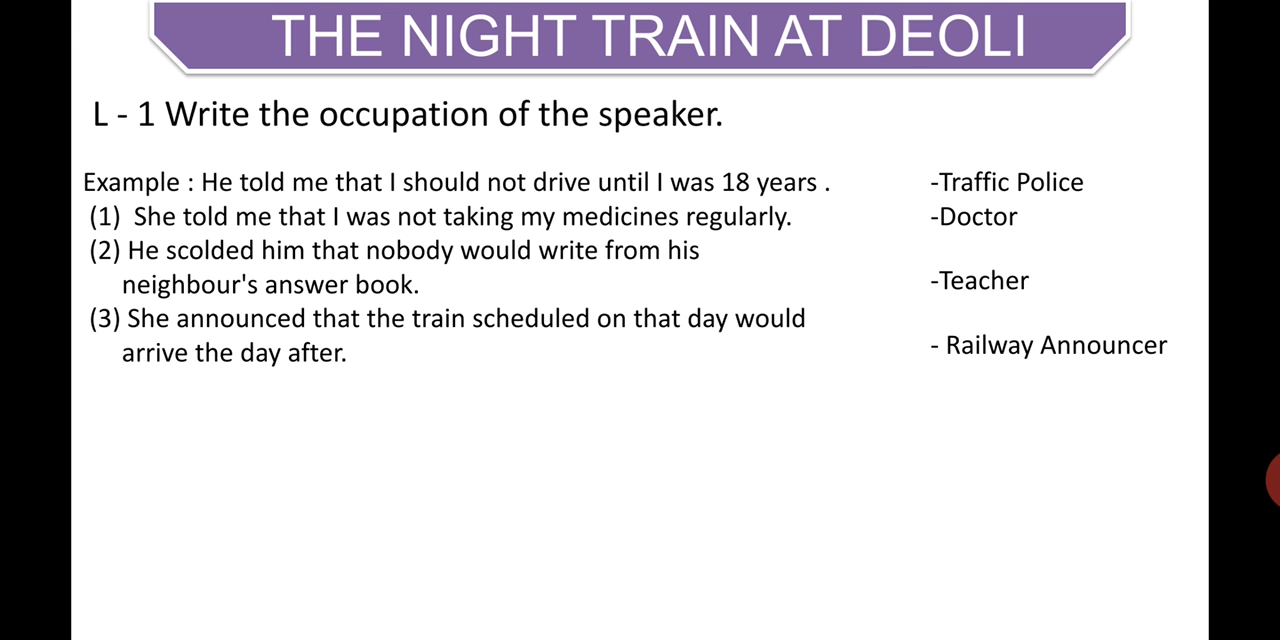 THE NIGHT TRAIN AT DEOLI
L - 1 Write the occupation of the speaker.
Example : He told me that I should not drive until I was 18 years . -Traffic Police
(1) She told me that I was not taking my medicines regularly. -Doctor
(2) He scolded him that nobody would write from his
neighbour's answer book. -Teacher
(3) She announced that the train scheduled on that day would
arrive the day after. - Railway Announcer